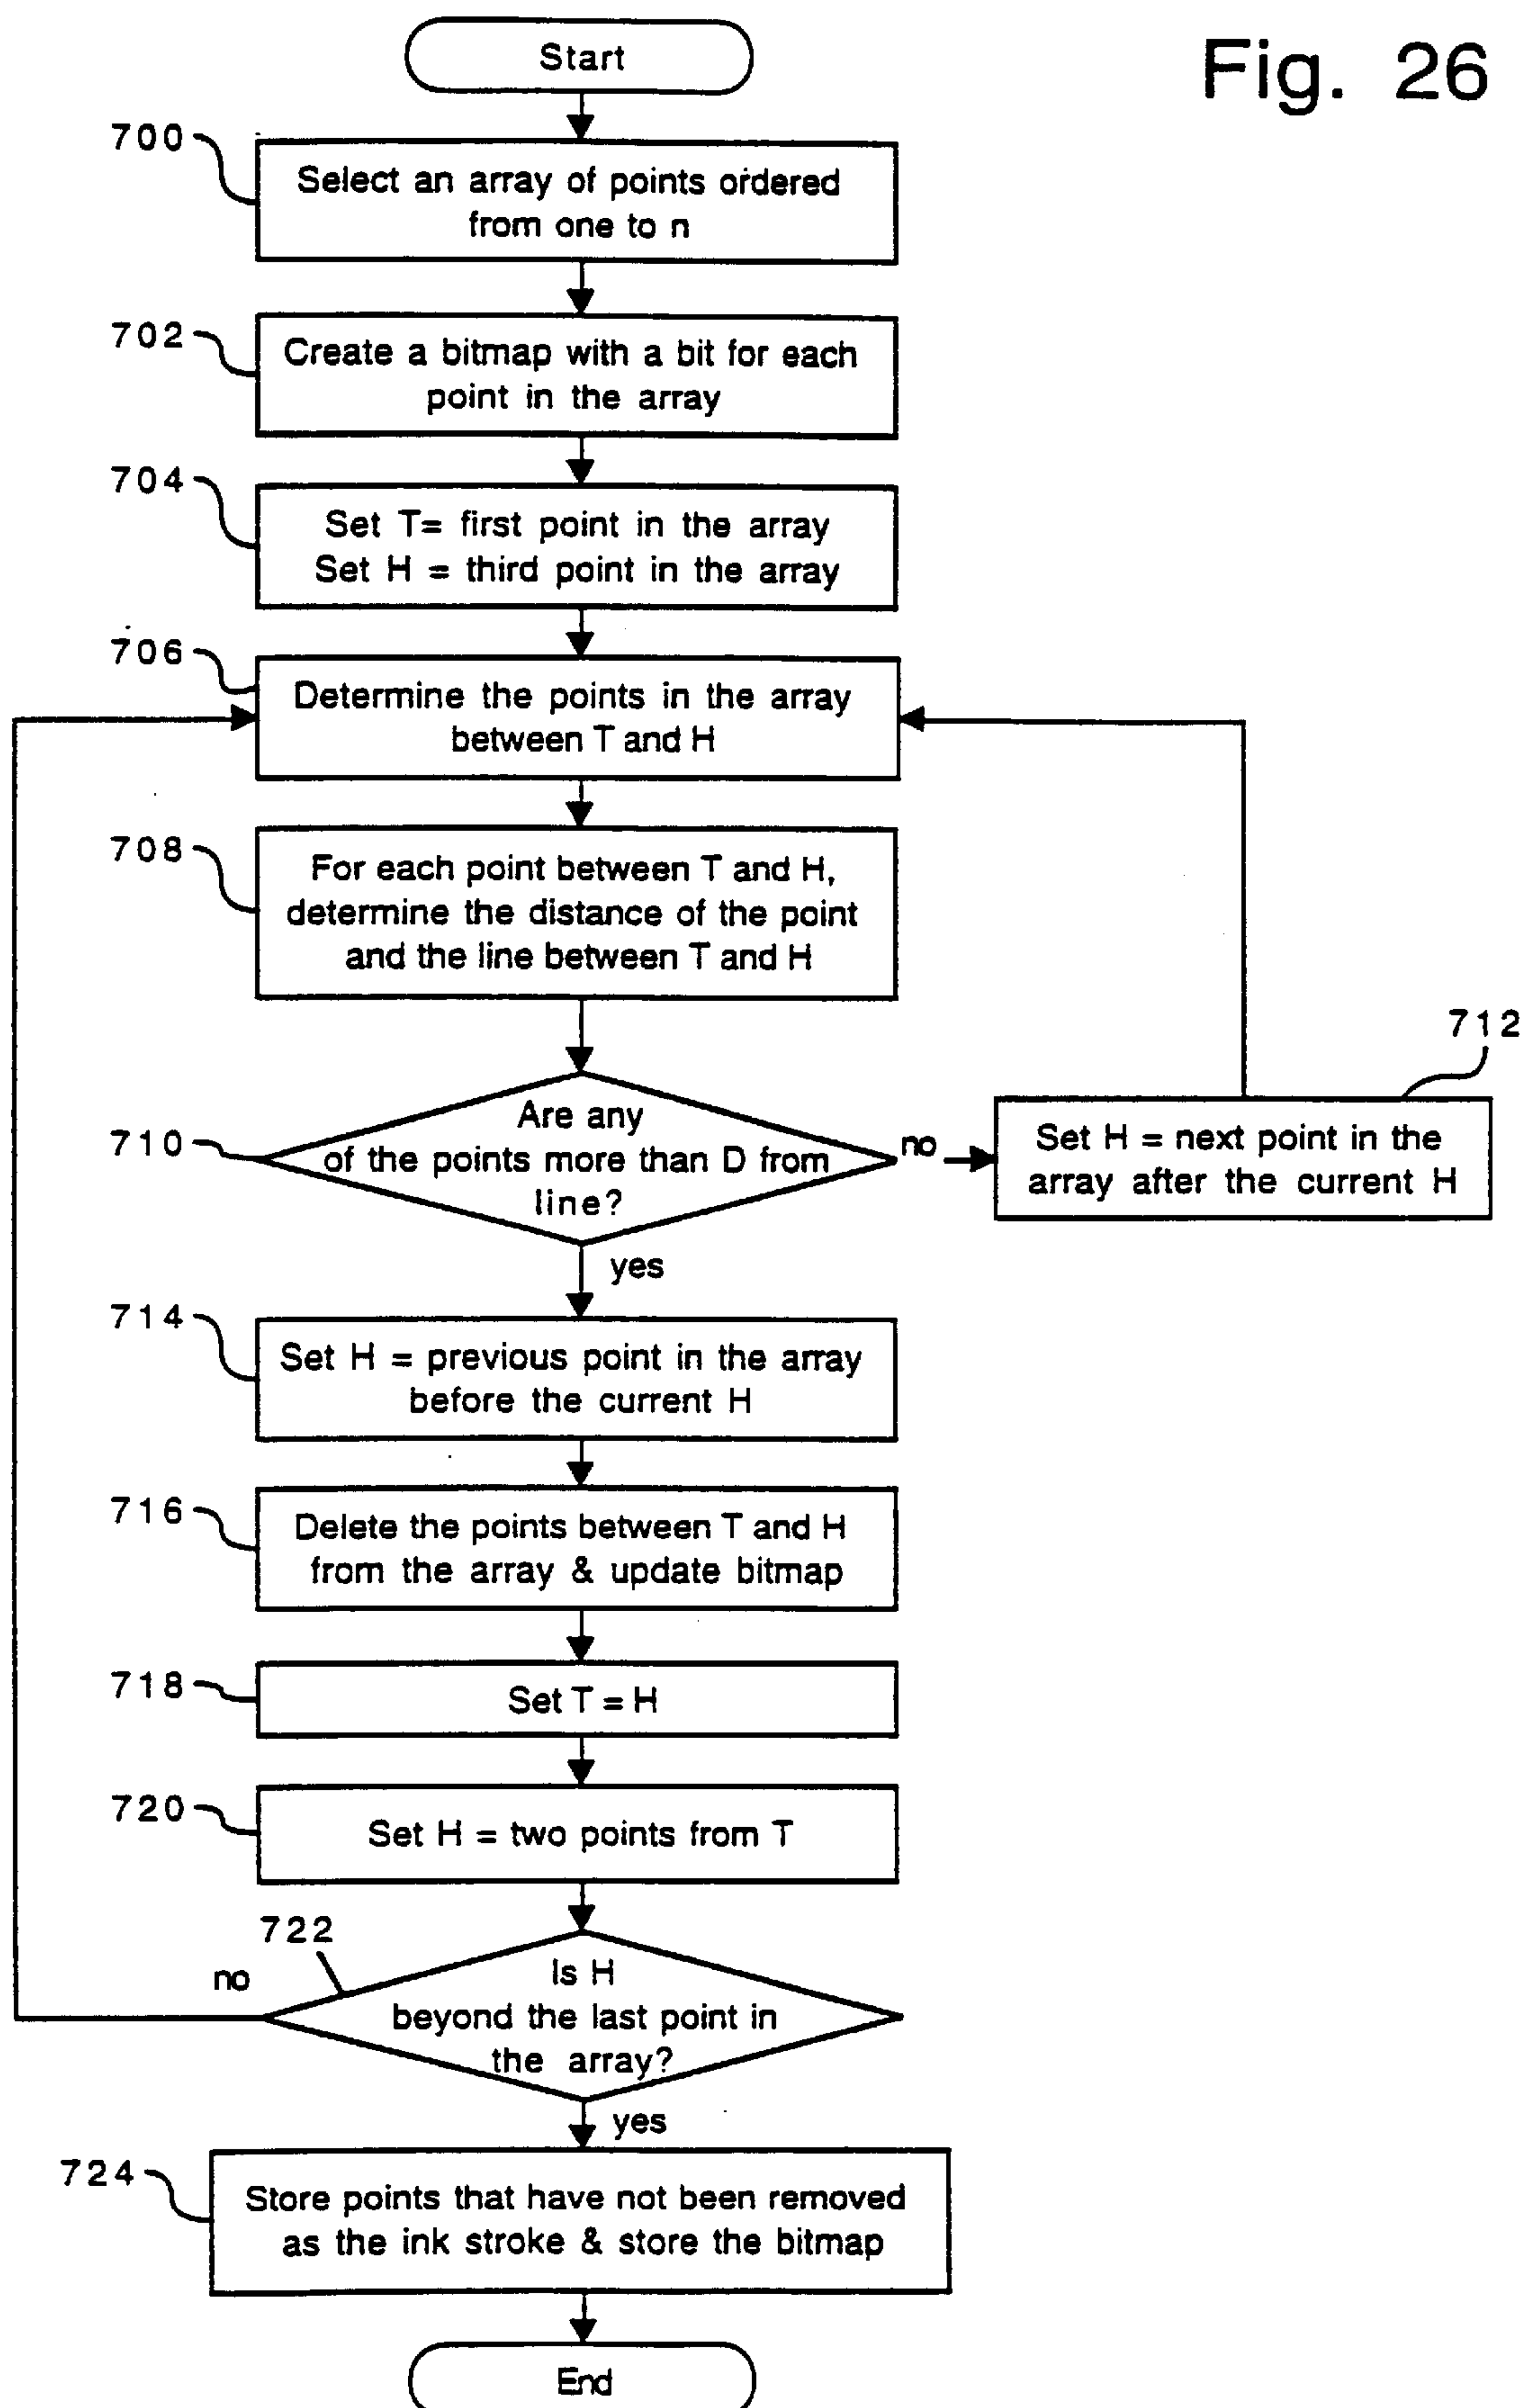 Fig. 26
Start
700
Select an array of points ordered
from one to n
702
Create a bitmap with a bit for each
point in the array
704
Set T= first point in the array
Set H = third point in the array
706
Determine the points in the array
between T and H
708
For each point between T and H,
determine the distance of the point
and the line between T and H
710
Are any
of the points more than D from
line?
no
712
Set H = next point in the
array after the current H
yes
714
Set H = previous point in the array
before the current H
716
Delete the points between T and H
from the array & update bitmap
718
Set T = H
720
Set H = two points from T
722
no
Is H
beyond the last point in
the array?
yes
724
Store points that have not been removed
as the ink stroke & store the bitmap
End